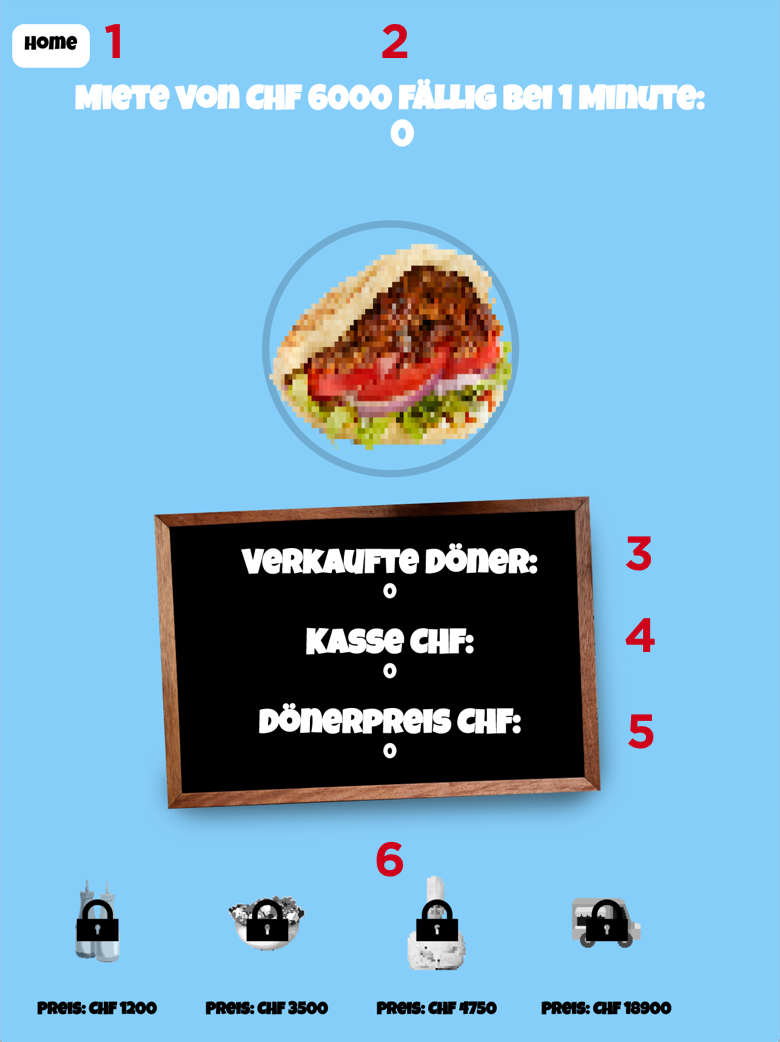 Home
1
2
Miete von CHF 6000 FÄLLIG Bei 1 Minute:
0
Verkaufte Döner:
0
3
Kasse CHF:
0
4
Dönerpreis CHF:
0
5
6
Preis: CHF 1200
Preis: CHF 3500
Preis: CHF 4750
Preis: CHF 18900